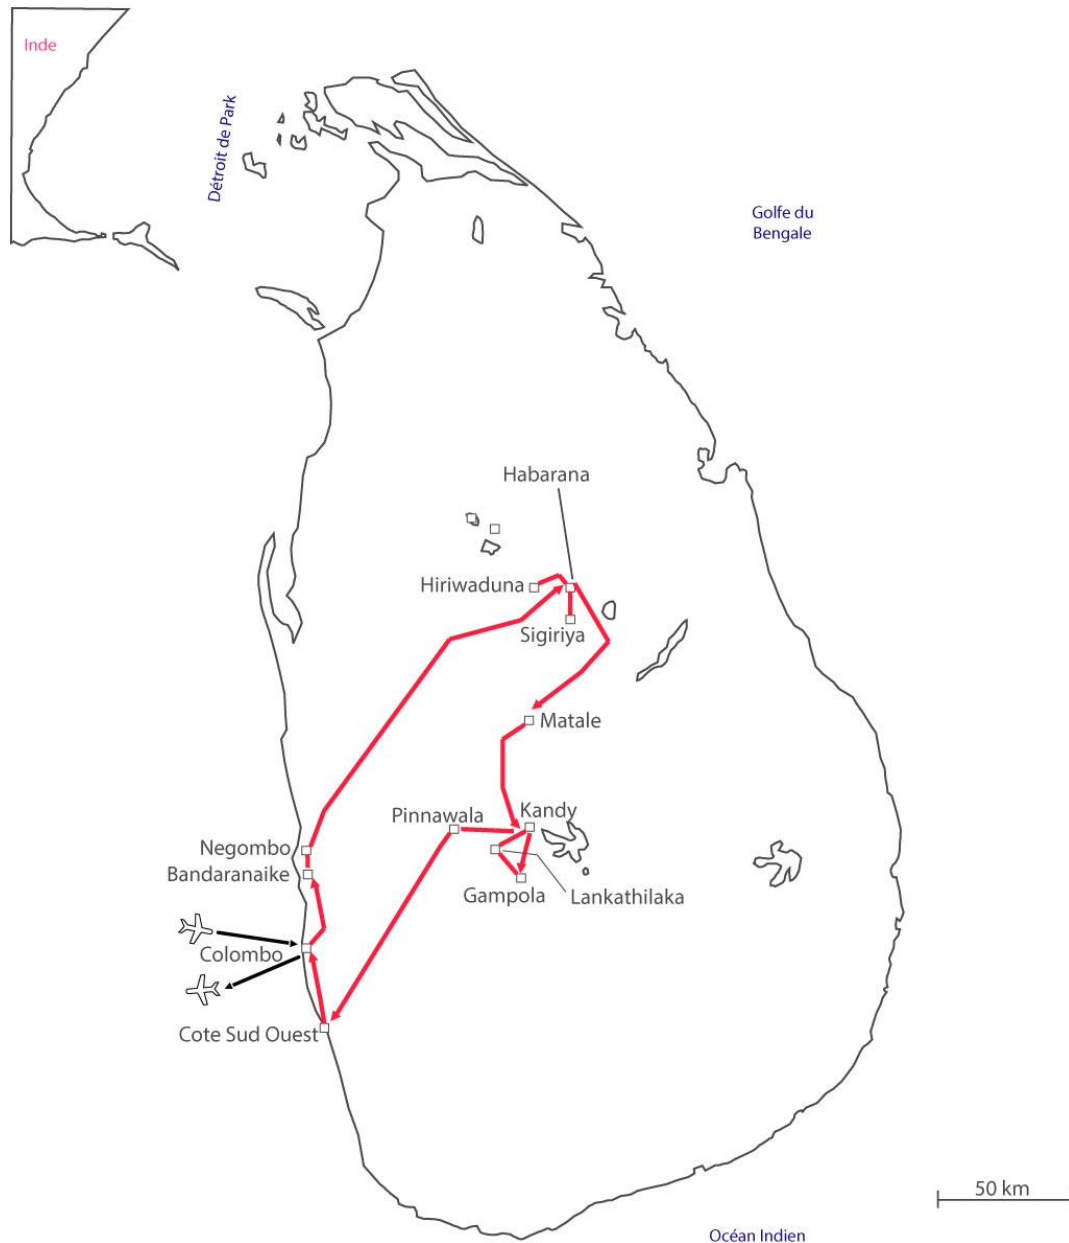 Inde
Détroit de Park
Golfe du
Bengale
Habarana
Hiriwaduna
Sigiriya
Matale
Pinnawala
Kandy
Negombo
Bandaranaike
Gampola
Lankathilaka
Colombo
Cote Sud Ouest
50 km
Océan Indien